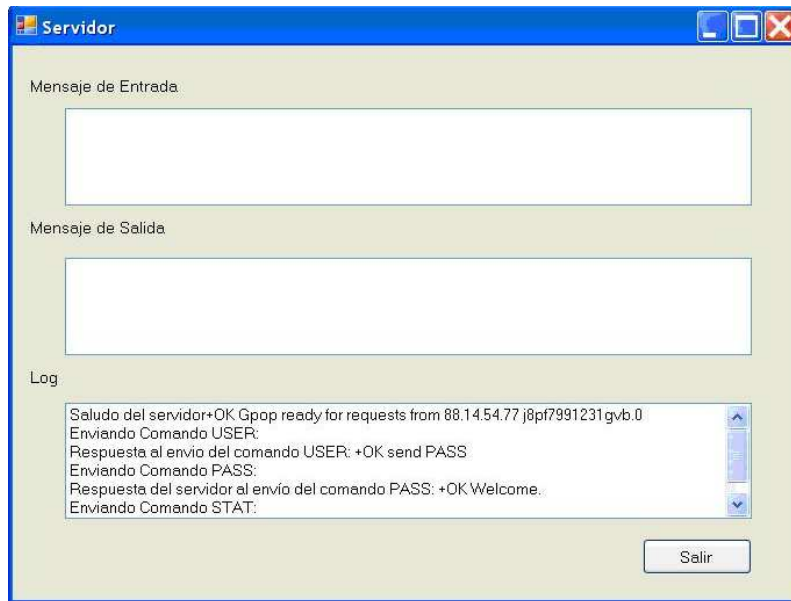 Servidor
Mensaje de Entrada
Mensaje de Salida
Log
Saludo del servidor+OK Gpop ready for requests from 88.14.54.77 j8pf7991231gvb.0
Enviando Comando USER:
Respuesta al envio del comando USER: +OK send PASS
Enviando Comando PASS:
Respuesta del servidor al envío del comando PASS: +OK Welcome.
Enviando Comando STAT:
Salir